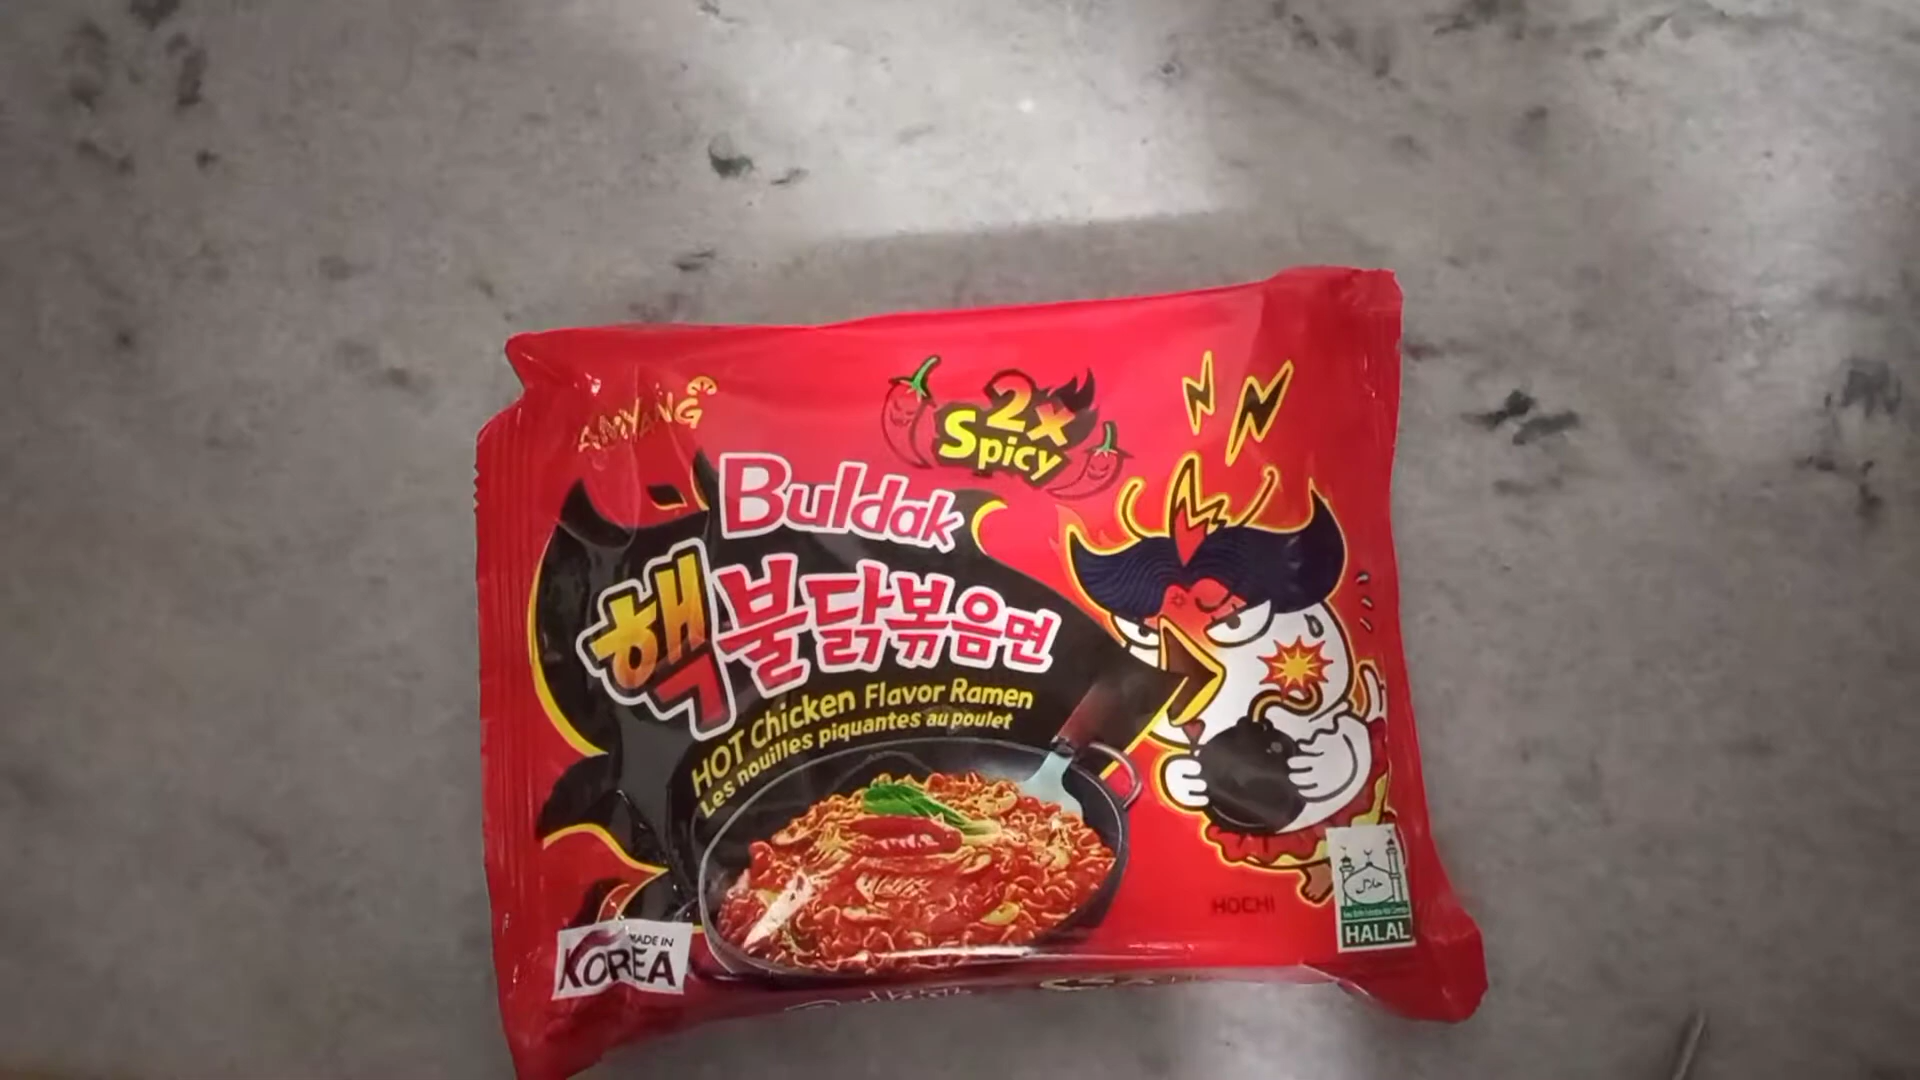 SAMYANG
2x
Spicy
Buldak
핵불닭볶음면
HOT Chicken Flavor Ramen
Les nouilles piquantes au poulet
MADE IN
KOREA
HOCHI
حلال
HALAL